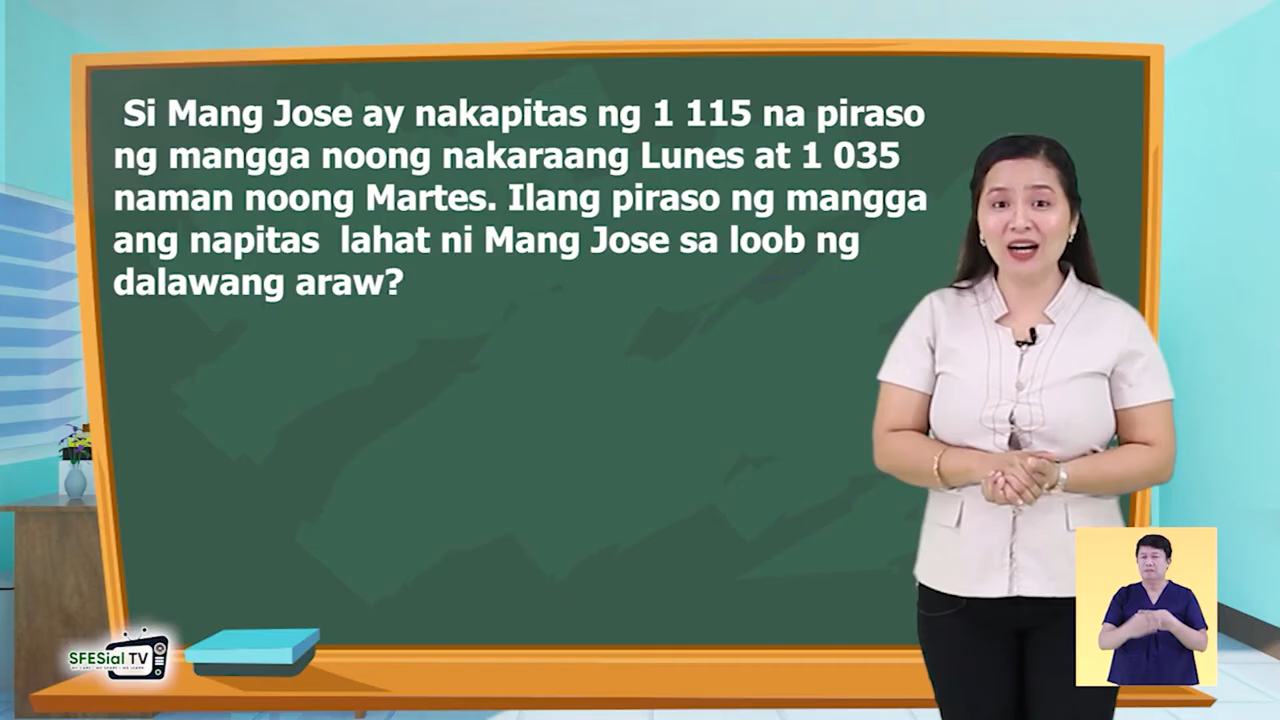 Si Mang Jose ay nakapitas ng 1 115 na piraso
ng mangga noong nakaraang Lunes at 1 035
naman noong Martes. Ilang piraso ng mangga
ang napitas lahat ni Mang Jose sa loob ng
dalawang araw?
SFESial TV